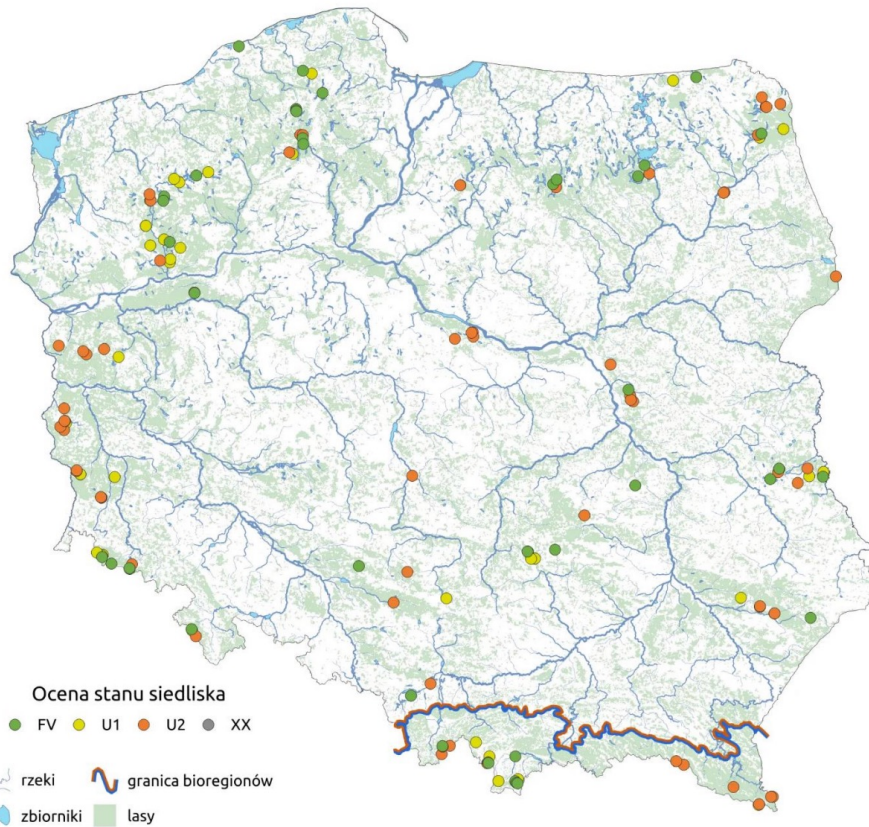 Ocena stanu siedliska
FV U1 U2 XX
rzeki granica bioregionów
zbiorniki lasy